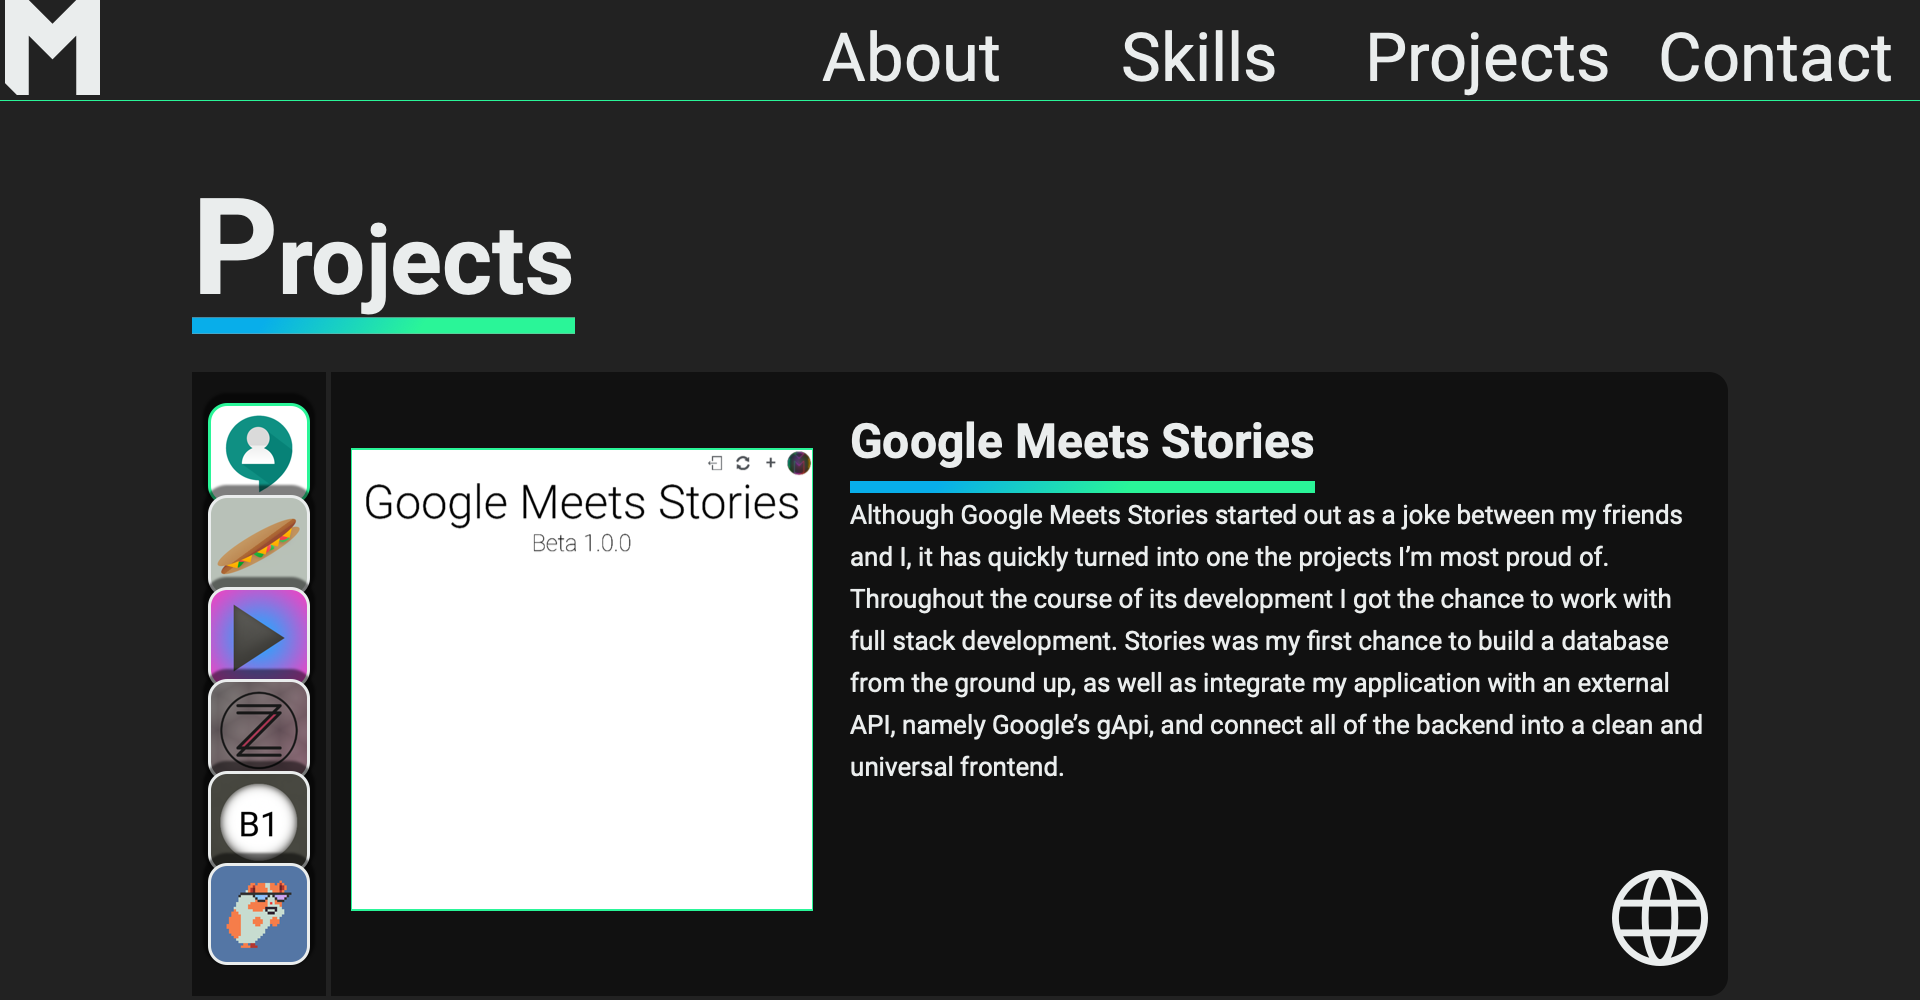 M
About Skills Projects Contact
Projects
Google Meets Stories
Beta 1.0.0
Google Meets Stories
Although Google Meets Stories started out as a joke between my friends
and I, it has quickly turned into one the projects I’m most proud of.
Throughout the course of its development I got the chance to work with
full stack development. Stories was my first chance to build a database
from the ground up, as well as integrate my application with an external
API, namely Google’s gApi, and connect all of the backend into a clean and
universal frontend.
Z
B1